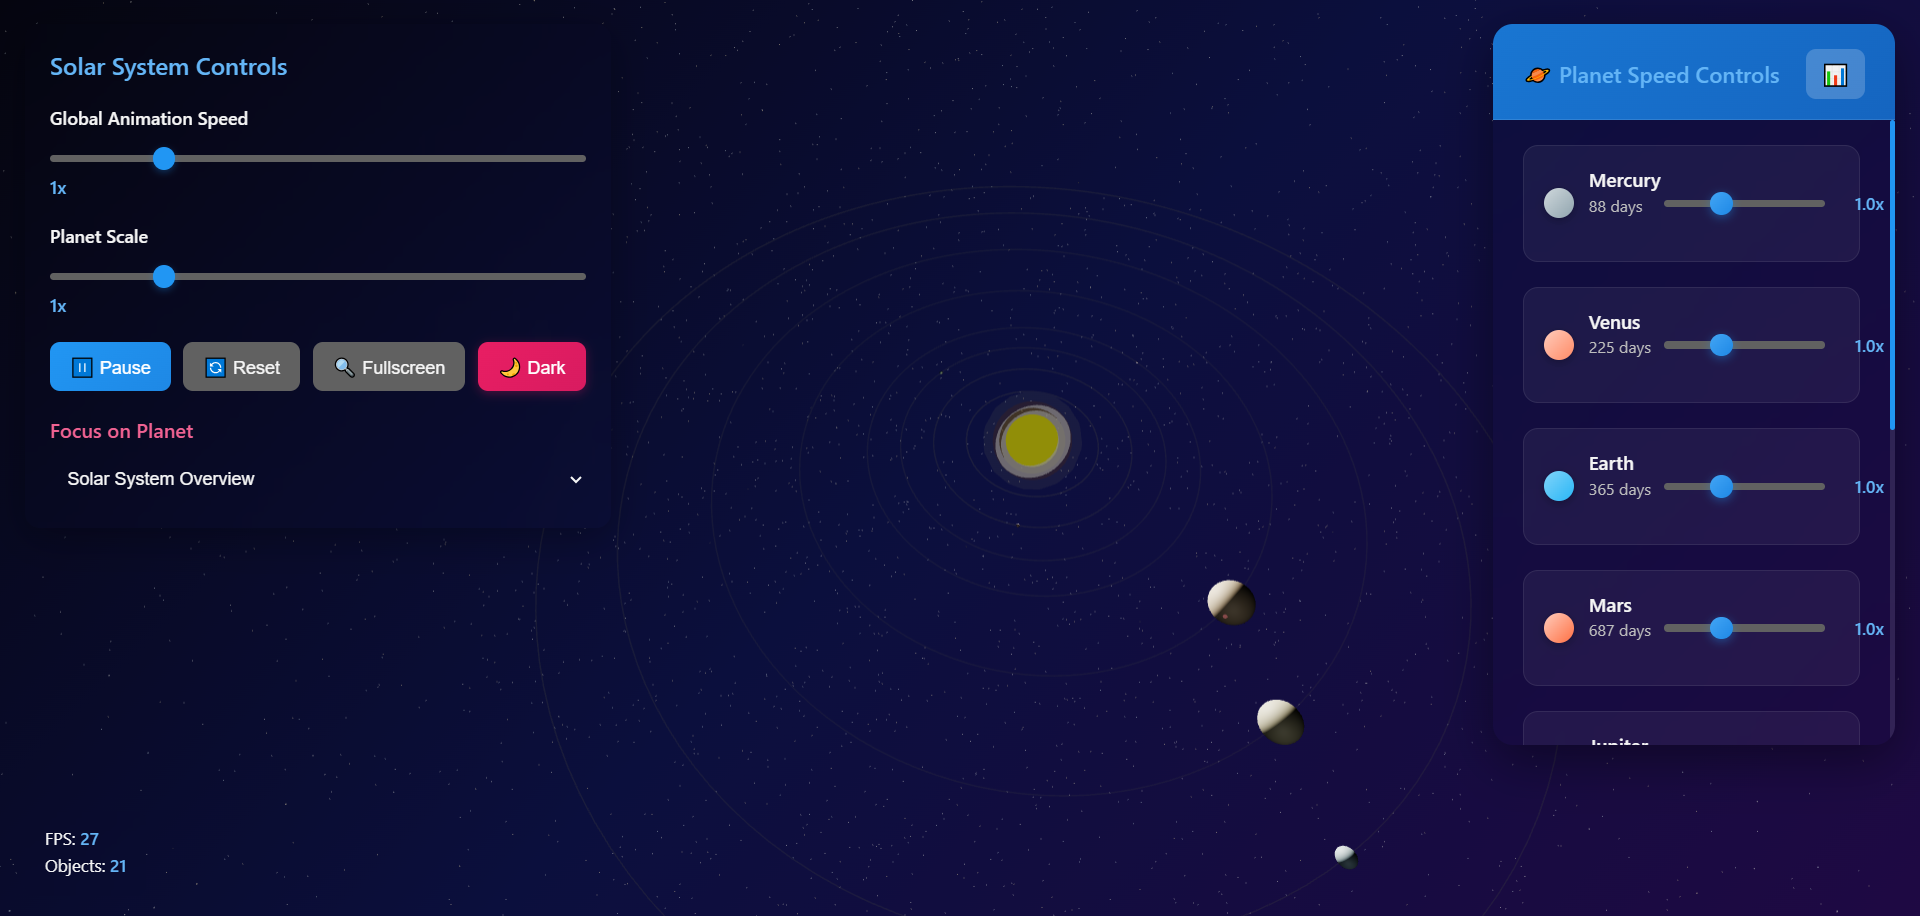 Solar System Controls
Global Animation Speed
1x
Planet Scale
1x
Pause
Reset
Fullscreen
Dark
Focus on Planet
Solar System Overview
FPS: 27
Objects: 21
Planet Speed Controls
Mercury
88 days
1.0x
Venus
225 days
1.0x
Earth
365 days
1.0x
Mars
687 days
1.0x
Jupiter